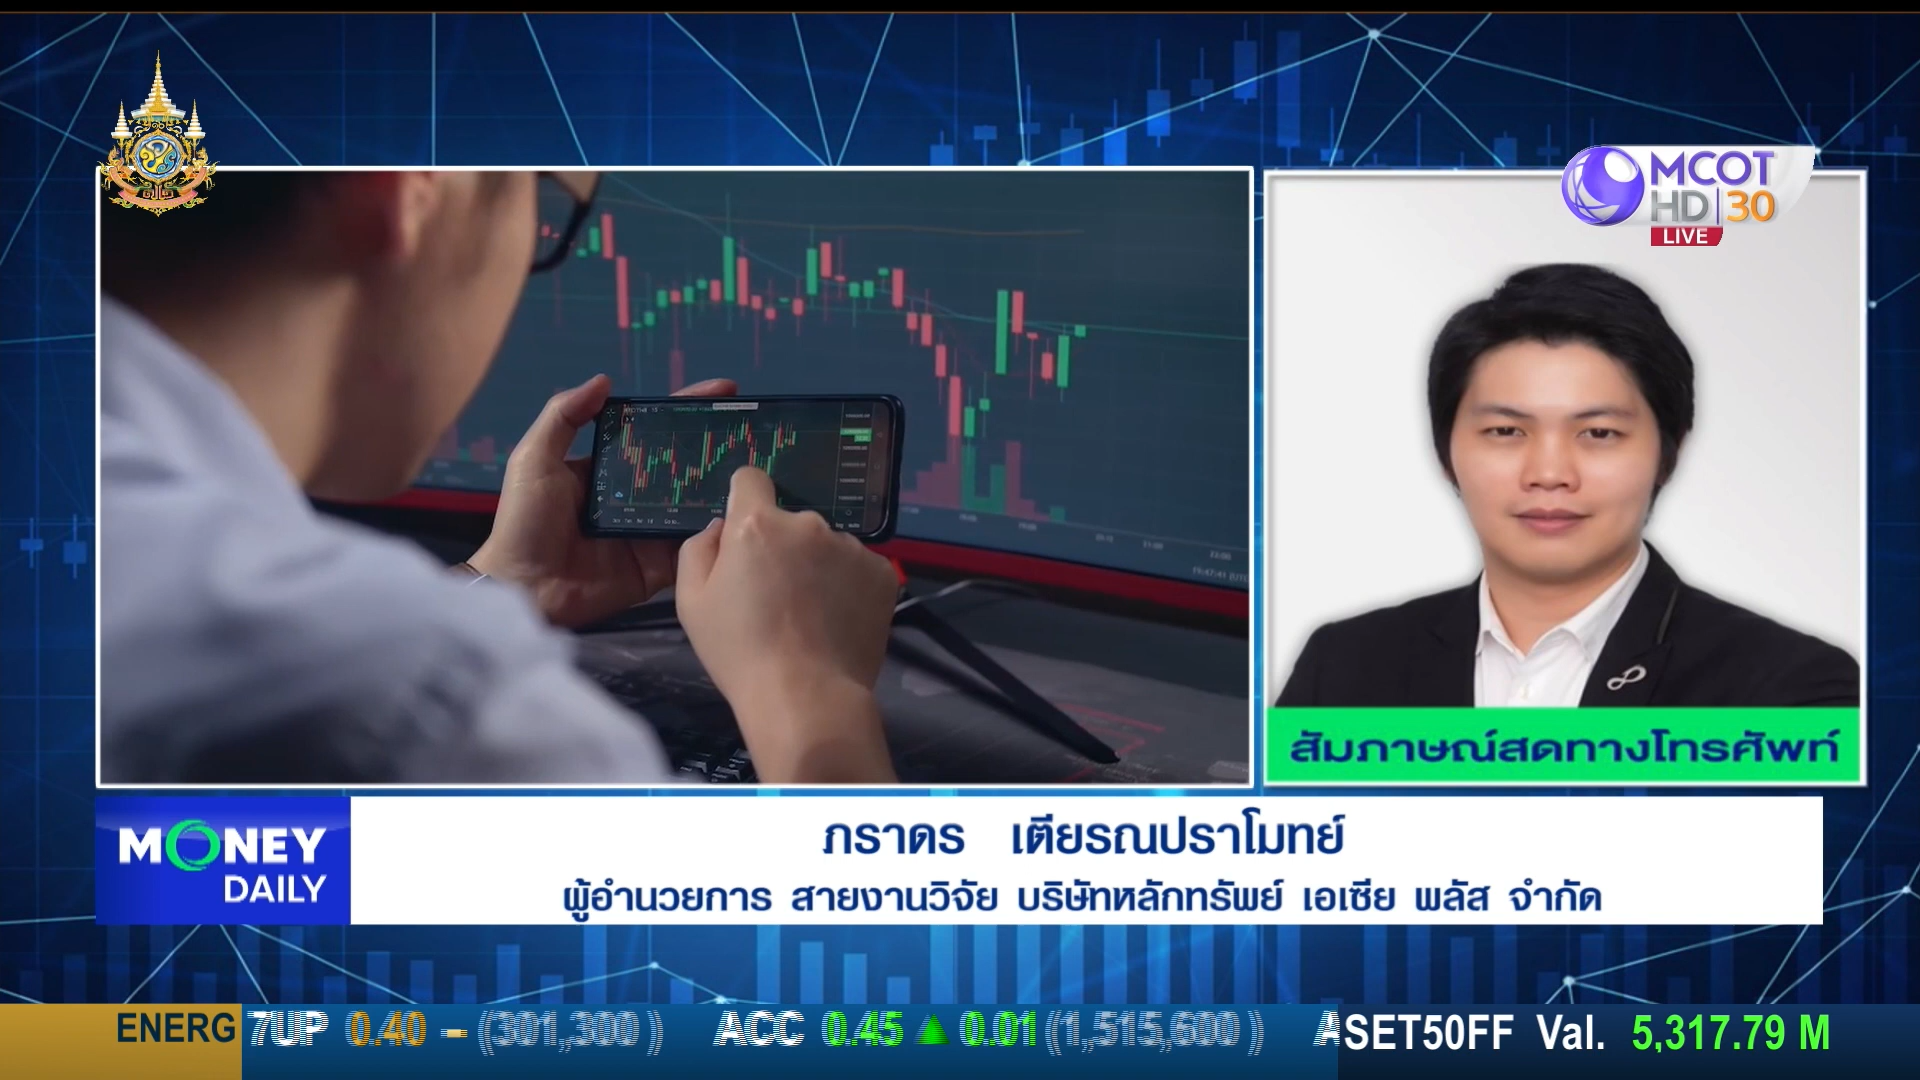 MCOT
HD 30
LIVE
สัมภาษณ์สดทางโทรศัพท์
MONEY
DAILY
ภราดร เตียรณปราโมทย์
ผู้อำนวยการ สายงานวิจัย บริษัทหลักทรัพย์ เอเซีย พลัส จำกัด
ENERG 7UP 0.40 – (301,300 ) ACC 0.45 ▲ 0.01 (1,515,600 ) A SET50FF Val. 5,317.79 M